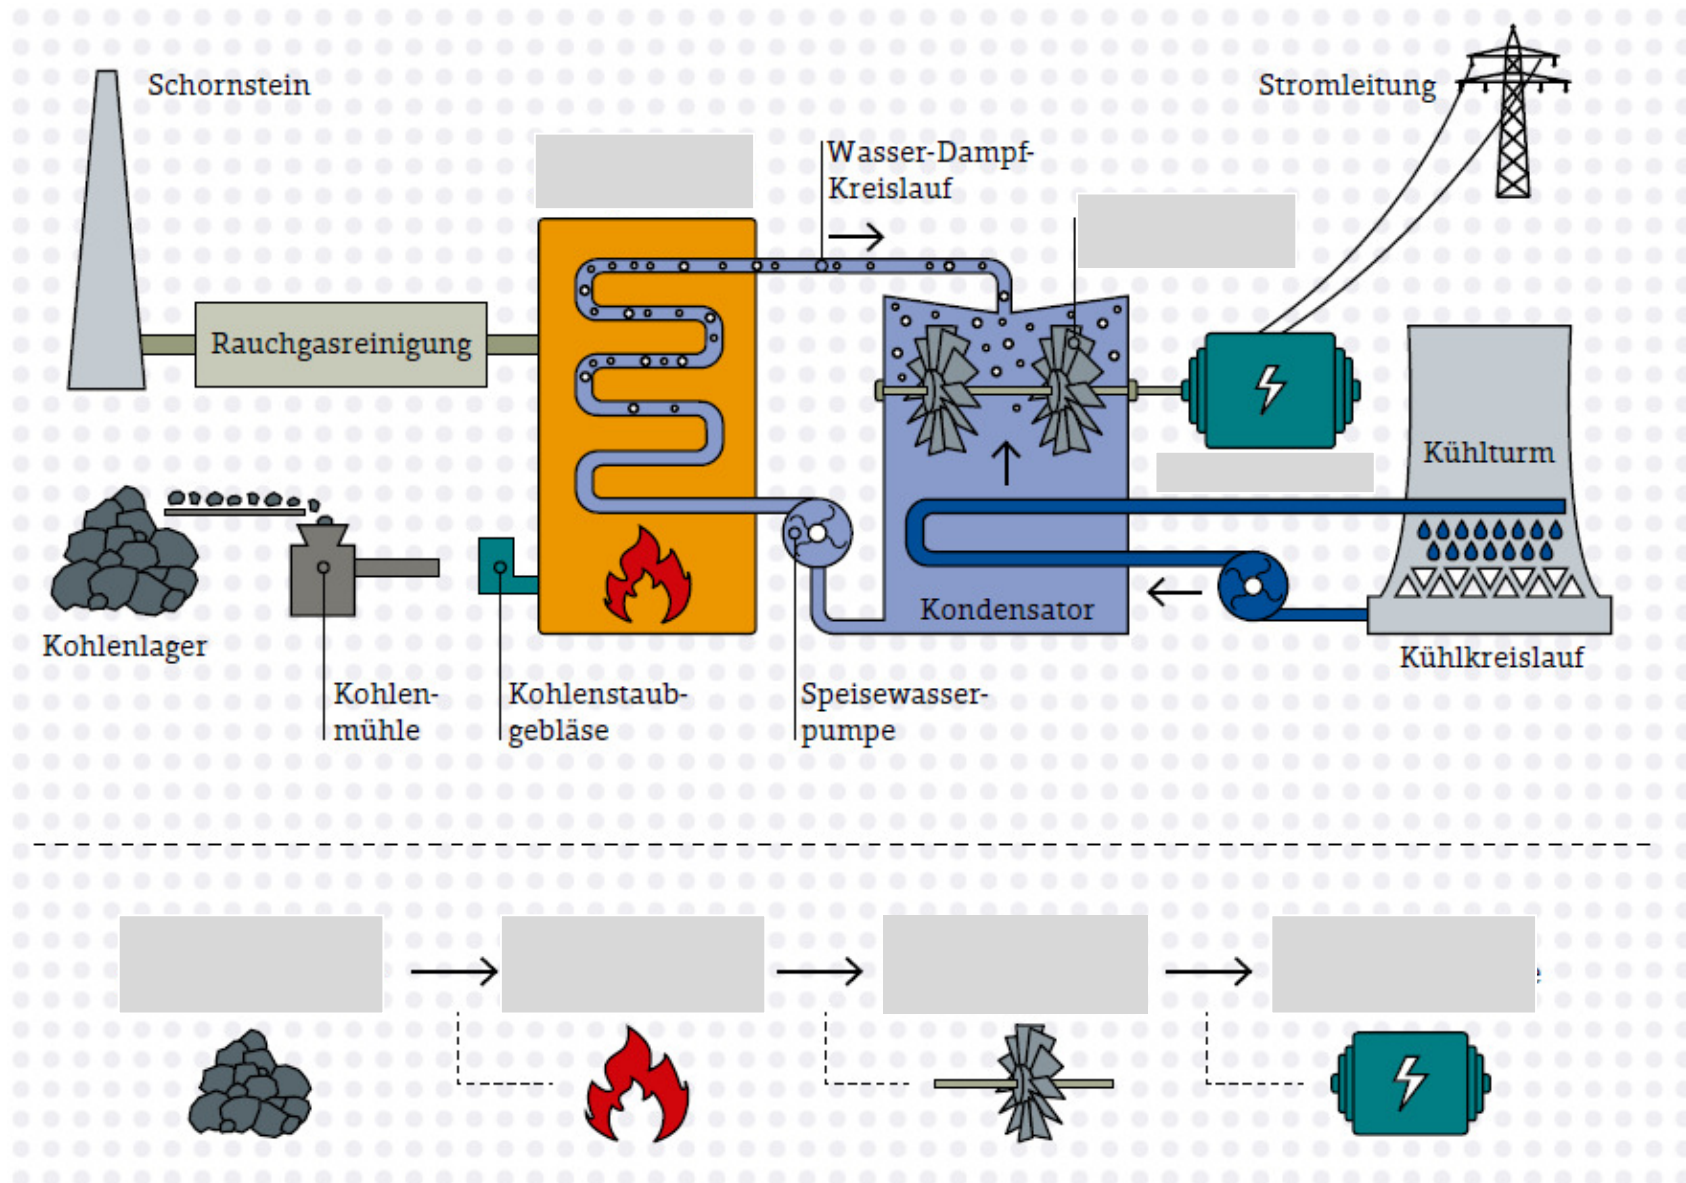 Schornstein
Stromleitung
Wasser-Dampf-
Kreislauf
Rauchgasreinigung
Kühlturm
Kondensator
Kohlenlager
Kühlkreislauf
Kohlen-
mühle
Kohlenstaub-
gebläse
Speisewasser-
pumpe